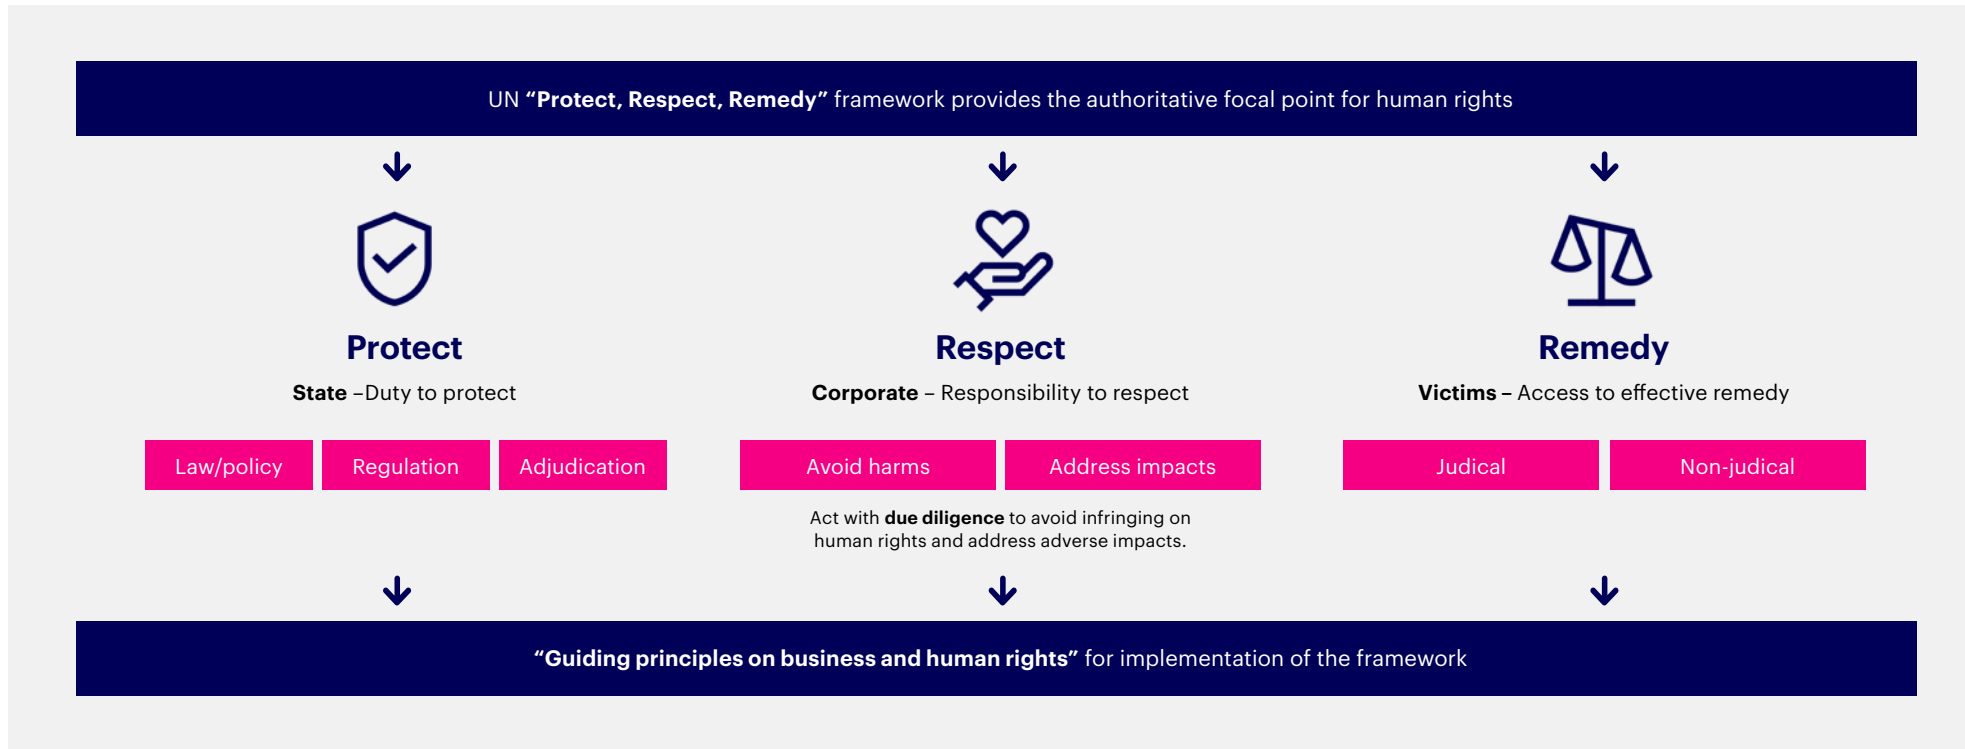 UN “Protect, Respect, Remedy” framework provides the authoritative focal point for human rights
Protect
State –Duty to protect
Law/policy
Regulation
Adjudication
Respect
Corporate – Responsibility to respect
Avoid harms
Address impacts
Act with due diligence to avoid infringing on
human rights and address adverse impacts.
Remedy
Victims – Access to effective remedy
Judical
Non-judical
“Guiding principles on business and human rights” for implementation of the framework